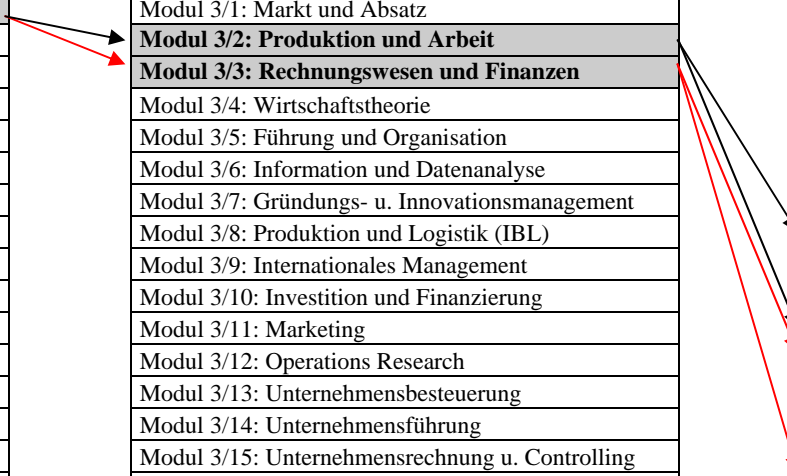 Modul 3/1: Markt und Absatz
Modul 3/2: Produktion und Arbeit
Modul 3/3: Rechnungswesen und Finanzen
Modul 3/4: Wirtschaftstheorie
Modul 3/5: Führung und Organisation
Modul 3/6: Information und Datenanalyse
Modul 3/7: Gründungs- u. Innovationsmanagement
Modul 3/8: Produktion und Logistik (IBL)
Modul 3/9: Internationales Management
Modul 3/10: Investition und Finanzierung
Modul 3/11: Marketing
Modul 3/12: Operations Research
Modul 3/13: Unternehmensbesteuerung
Modul 3/14: Unternehmensführung
Modul 3/15: Unternehmensrechnung u. Controlling